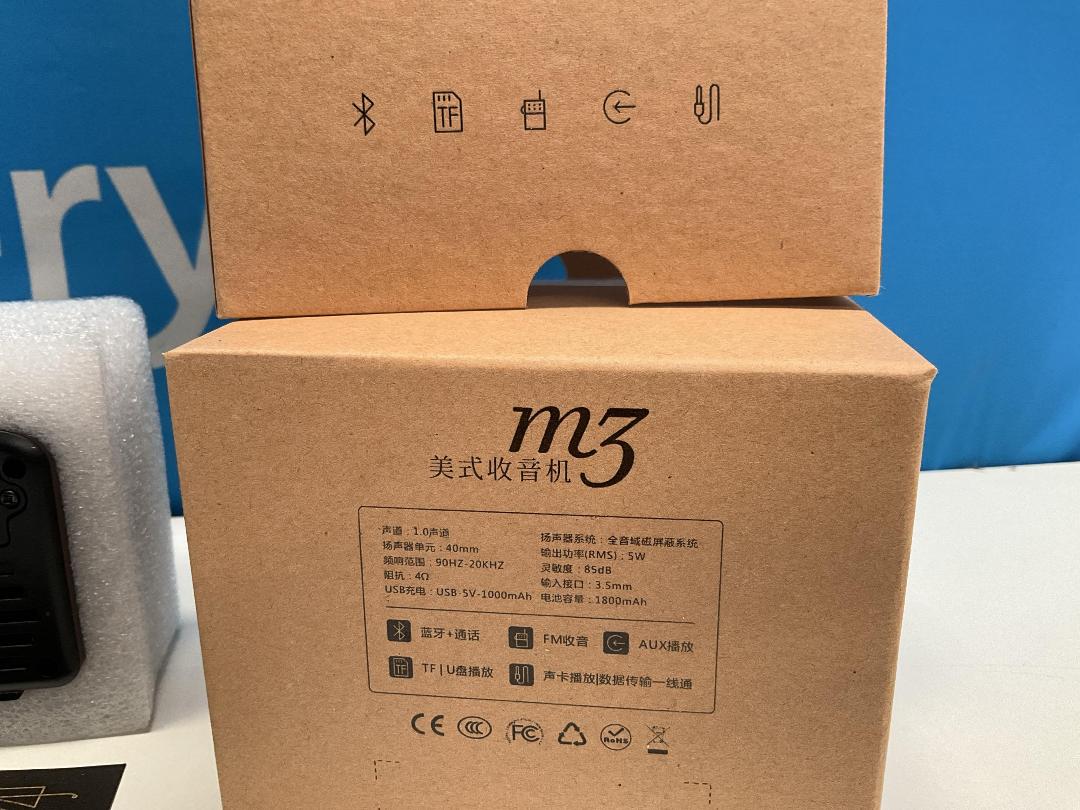 ry
TF
m3
美式收音机
声道：1.0声道
扬声器单元：40mm
频响范围：90HZ-20KHZ
阻抗：4Ω
USB充电：USB-5V-1000mAh
扬声器系统：全音域磁屏蔽系统
输出功率(RMS)：5W
灵敏度：85dB
输入接口：3.5mm
电池容量：1800mAh
蓝牙+通话
FM收音
AUX播放
TF TF|U盘播放
声卡播放|数据传输一线通
CE CCC FC RoHS